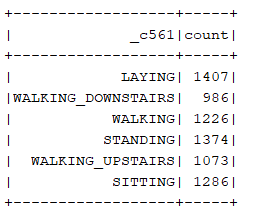 +------------------+-----+
|             _c561|count|
+------------------+-----+
|            LAYING| 1407|
|WALKING_DOWNSTAIRS|  986|
|           WALKING| 1226|
|          STANDING| 1374|
|  WALKING_UPSTAIRS| 1073|
|           SITTING| 1286|
+------------------+-----+